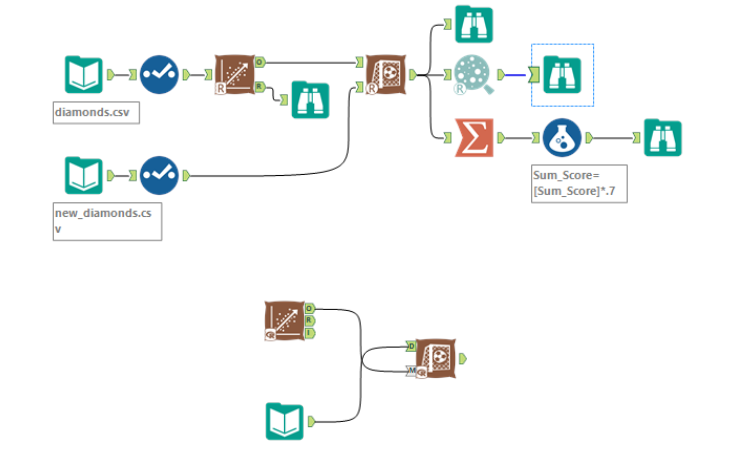 O
R
R
R
R
diamonds.csv
Σ
Sum_Score=
[Sum_Score]*.7
new_diamonds.cs
v
O
R
I
R
D
M
R